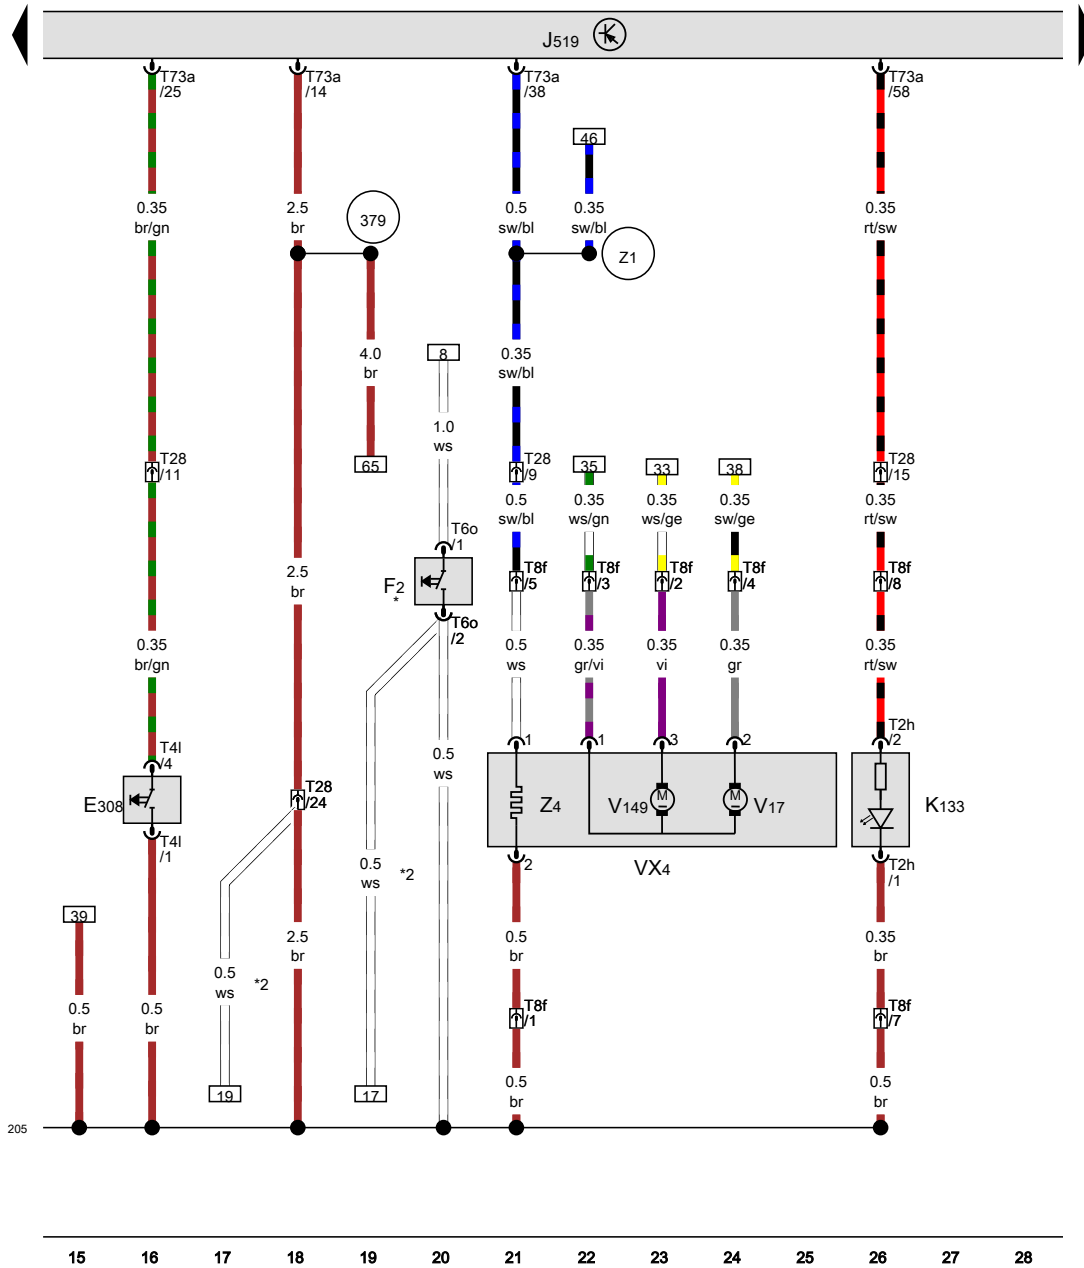 J519
T73a
/25
T73a
/14
T73a
/38
T73a
/58
46
0.35
br/gn
2.5
br
379
0.5
sw/bl
0.35
sw/bl
Z1
0.35
rt/sw
4.0
br
8
0.35
sw/bl
1.0
ws
T28
/11
65
T28
/9
35
33
38
T28
/15
0.5
sw/bl
0.35
ws/gn
0.35
ws/ge
0.35
sw/ge
0.35
rt/sw
T6o
/1
F2
*
T6o
/2
2.5
br
T8f
/5
T8f
/3
T8f
/2
T8f
/4
T8f
/8
0.35
br/gn
0.5
ws
0.35
gr/vi
0.35
vi
0.35
gr
0.35
rt/sw
T4l
/4
E308
T4l
/1
0.5
ws
1
1
3
2
T2h
/2
T28
/24
Z4
V149
M
M
V17
K133
VX4
2
T2h
/1
0.5
ws
*2
39
0.5
br
0.5
br
0.5
ws
*2
2.5
br
0.5
br
0.35
br
T8f
/1
T8f
/7
19
17
0.5
br
0.5
br
205
15 16 17 18 19 20 21 22 23 24 25 26 27 28